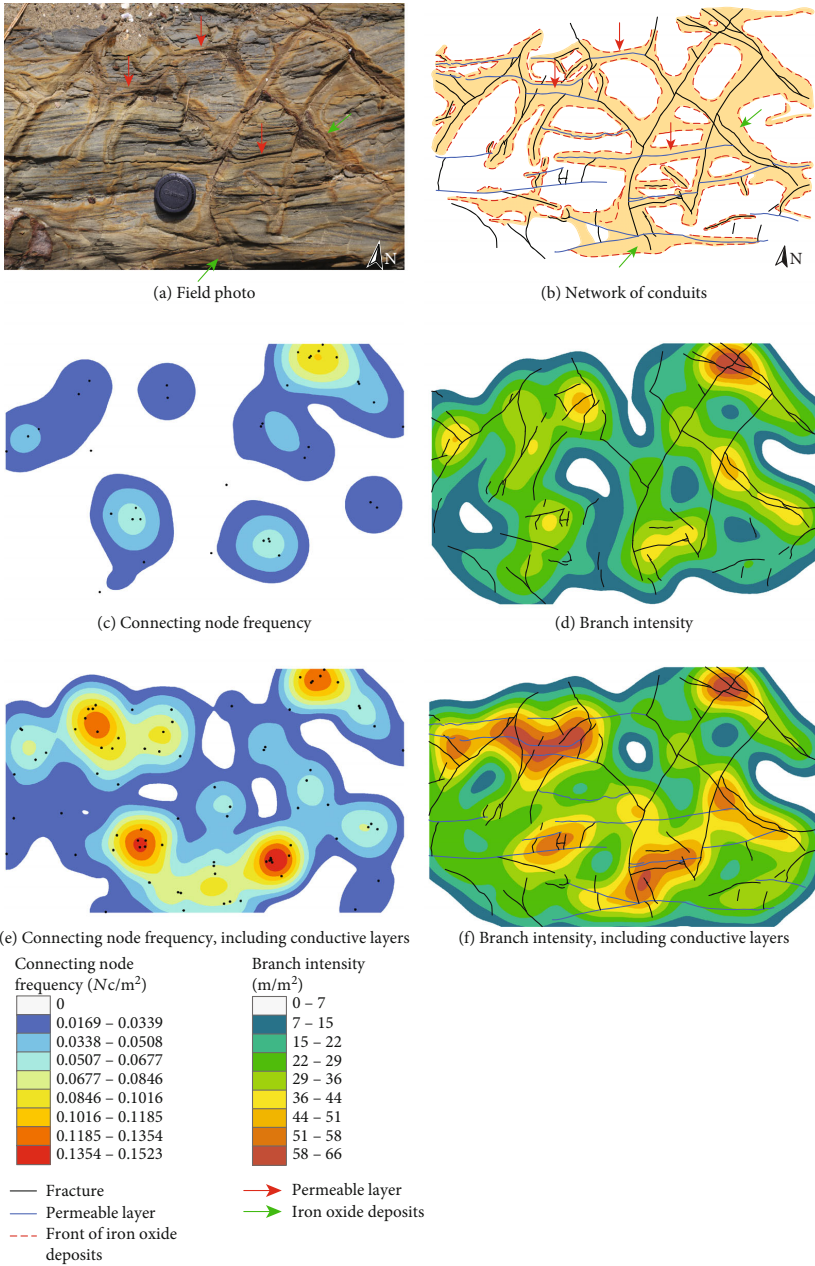 N
N
(a) Field photo
(b) Network of conduits
H
(c) Connecting node frequency
(d) Branch intensity
(e) Connecting node frequency, including conductive layers
(f) Branch intensity, including conductive layers
Connecting node
frequency (Nc/m²)
0
0.0169 – 0.0339
0.0338 – 0.0508
0.0507 – 0.0677
0.0677 – 0.0846
0.0846 – 0.1016
0.1016 – 0.1185
0.1185 – 0.1354
0.1354 – 0.1523
Branch intensity
(m/m²)
0 – 7
7 – 15
15 – 22
22 – 29
29 – 36
36 – 44
44 – 51
51 – 58
58 – 66
Fracture
Permeable layer
Front of iron oxide
deposits
Permeable layer
Iron oxide deposits